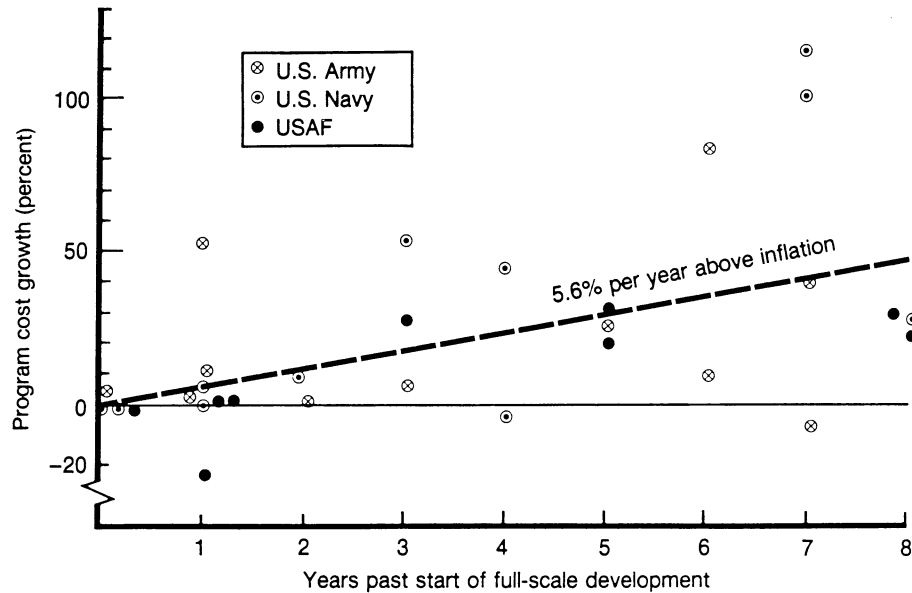 U.S. Army
U.S. Navy
USAF
100
50
0
−20
Program cost growth (percent)
5.6% per year above inflation
1 2 3 4 5 6 7 8
Years past start of full-scale development